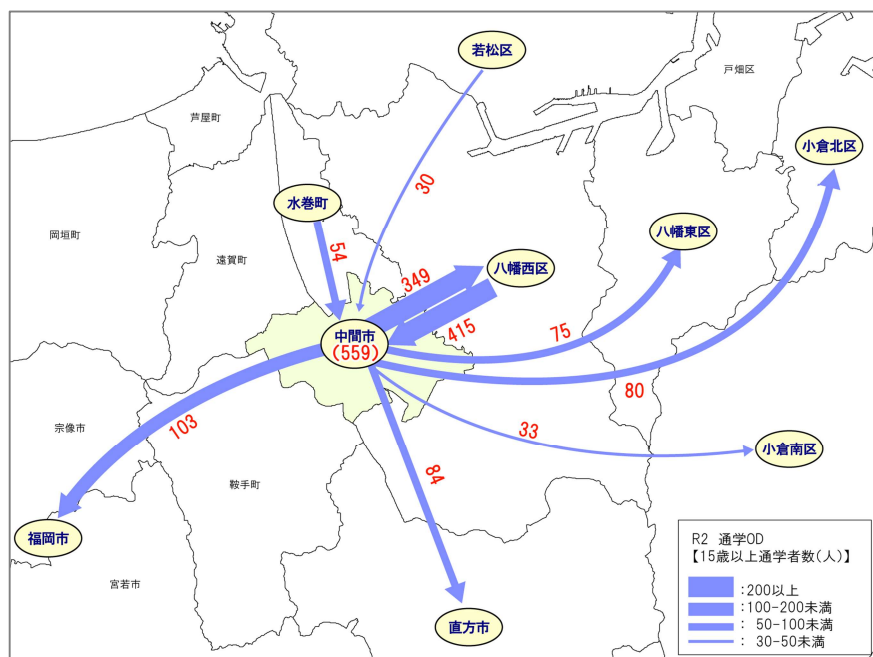 若松区
戸畑区
芦屋町
小倉北区
30
水巻町
岡垣町
八幡東区
54
遠賀町
八幡西区
349
415
中間市
(559)
75
80
103
33
宗像市
小倉南区
84
鞍手町
福岡市
宮若市
直方市
R2 通学OD
【15歳以上通学者数(人)】
:200以上
:100-200未満
: 50-100未満
: 30-50未満